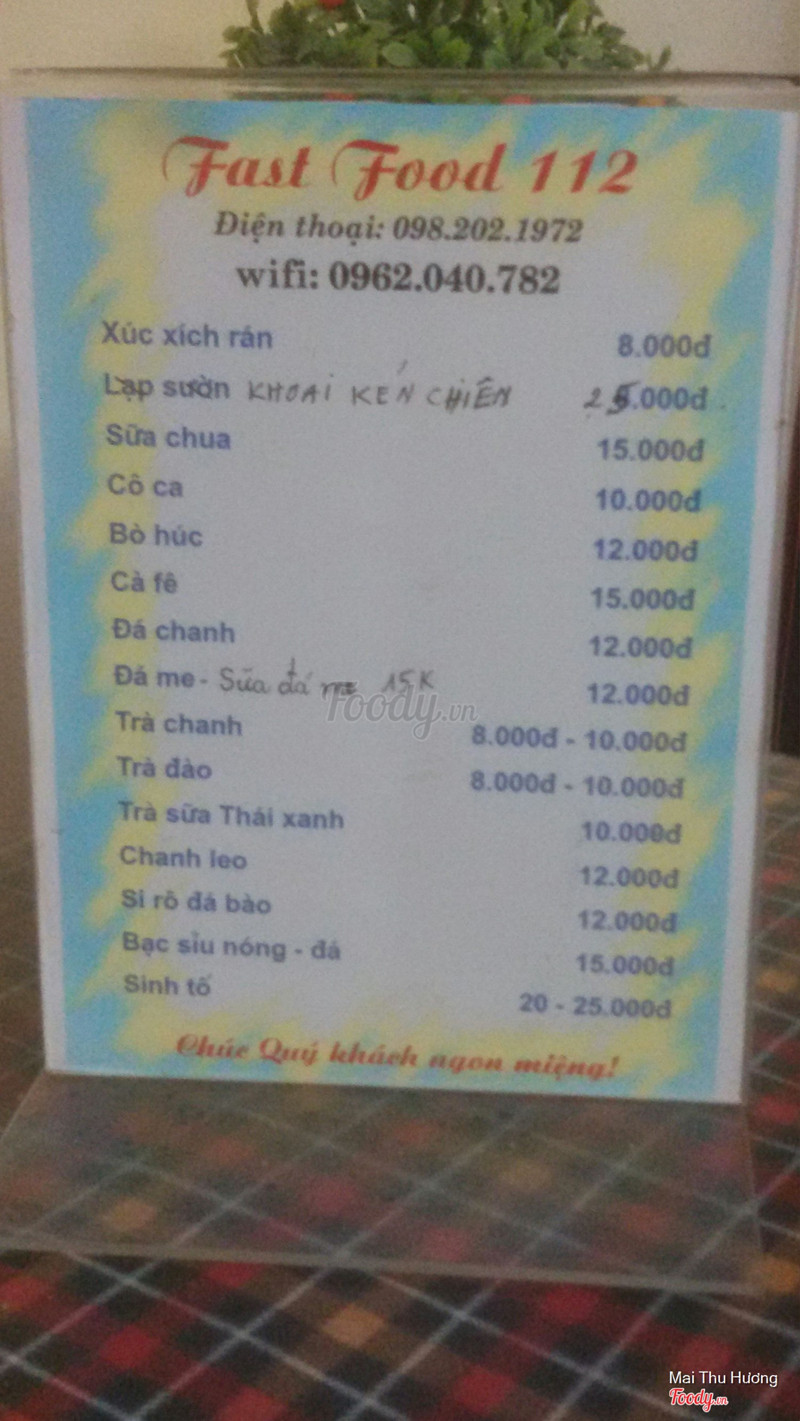 Fast Food 112
Điện thoại: 098.202.1972
wifi: 0962.040.782
Xúc xích rán 8.000đ
Lạp sườn KHOAI KÉN CHIÊN 25.000đ
Sữa chua 15.000đ
Cô ca 10.000đ
Bò húc 12.000đ
Cà fê 15.000đ
Đá chanh 12.000đ
Đá me - Sữa đá me 15K 12.000đ
Trà chanh 8.000đ - 10.000đ
Trà đào 8.000đ - 10.000đ
Trà sữa Thái xanh 10.000đ
Chanh leo 12.000đ
Si rô đá bào 12.000đ
Bạc sỉu nóng - đá 15.000đ
Sinh tố 20 - 25.000đ
Chúc Quý khách ngon miệng!
Foody.vn
Mai Thu Hương
Foody.vn